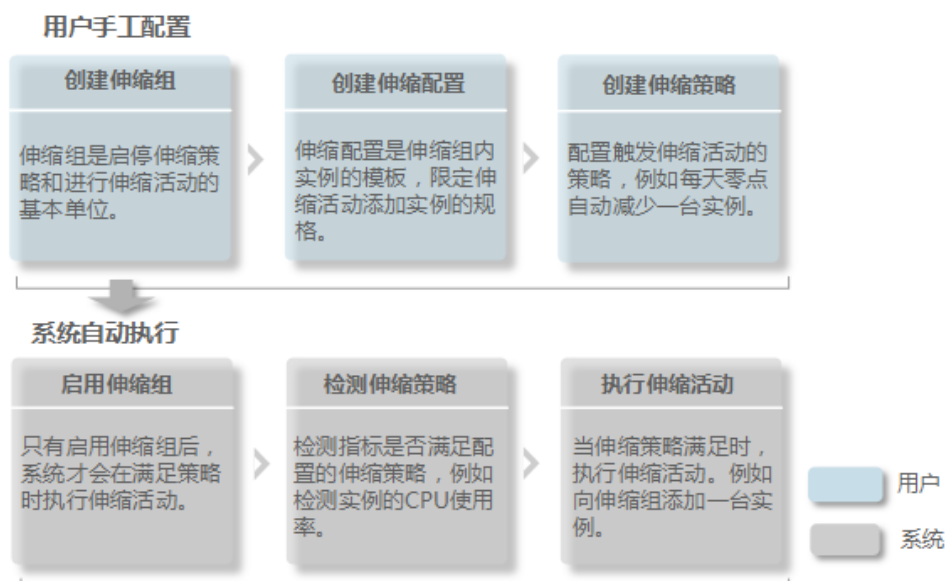 用户手工配置
创建伸缩组
伸缩组是启停伸缩策
略和进行伸缩活动的
基本单位。
创建伸缩配置
伸缩配置是伸缩组内
实例的模板，限定伸
缩活动添加实例的规
格。
创建伸缩策略
配置触发伸缩活动的
策略，例如每天零点
自动减少一台实例。
系统自动执行
启用伸缩组
只有启用伸缩组后，
系统才会在满足策略
时执行伸缩活动。
检测伸缩策略
检测指标是否满足配
置的伸缩策略，例如
检测实例的CPU使用
率。
执行伸缩活动
当伸缩策略满足时，
执行伸缩活动。例如
向伸缩组添加一台实
例。
用户
系统